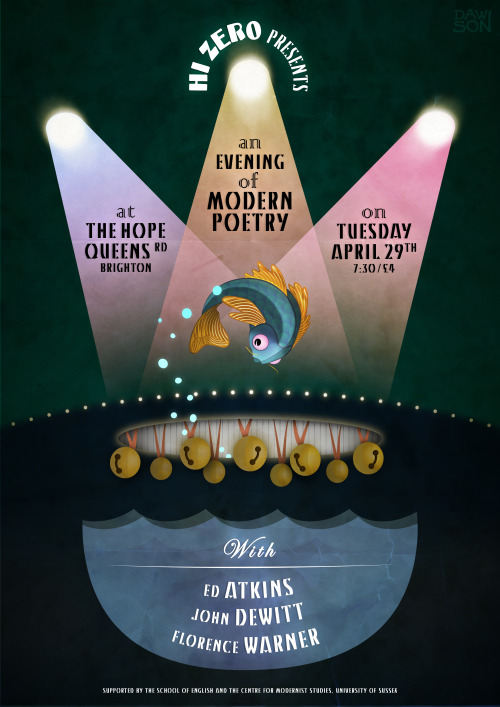 DAWI
SON
HI ZERO PRESENTS
an
EVENING
of
MODERN
POETRY
at
THE HOPE
QUEENS RD
BRIGHTON
on
TUESDAY
APRIL 29TH
7:30/£4
With
ED ATKINS
JOHN DEWITT
FLORENCE WARNER
SUPPORTED BY THE SCHOOL OF ENGLISH AND THE CENTRE FOR MODERNIST STUDIES, UNIVERSITY OF SUSSEX